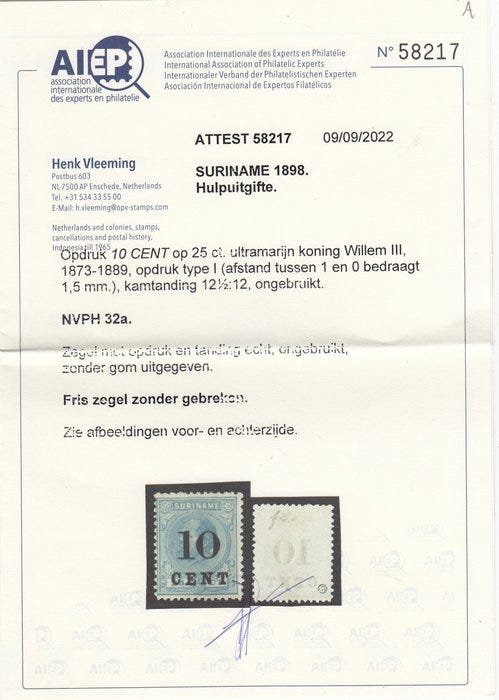 A
AIEP
association
internationale
des experts en philatelie
Association Internationale des Experts en Philatélie
International Association of Philatelic Experts
Internationaler Verband der Philatelistischen Experten
Asociación Internacional de Expertos Filatélicos
N° 58217
ATTEST 58217 09/09/2022
Henk Vleeming
Postbus 603
NL-7500 AP Enschede, Netherlands
Tel. +31 534 33 55 00
E-Mail: h.vleeming@opv-stamps.com
Netherlands and colonies, stamps,
cancellations and postal history,
Indonesia till 1965
SURINAME 1898.
Hulpuitgifte.
Opdruk 10 CENT op 25 ct. ultramarijn koning Willem III,
1873-1889, opdruk type I (afstand tussen 1 en 0 bedraagt
1,5 mm.), kamtanding 12½:12, ongebruikt.
NVPH 32a.
Zegel met opdruk en tanding echt, ongebruikt,
zonder gom uitgegeven.
Fris zegel zonder gebreken.
Zie afbeeldingen voor- en achterzijde.
SURINAME
10
CENT
10
CENT